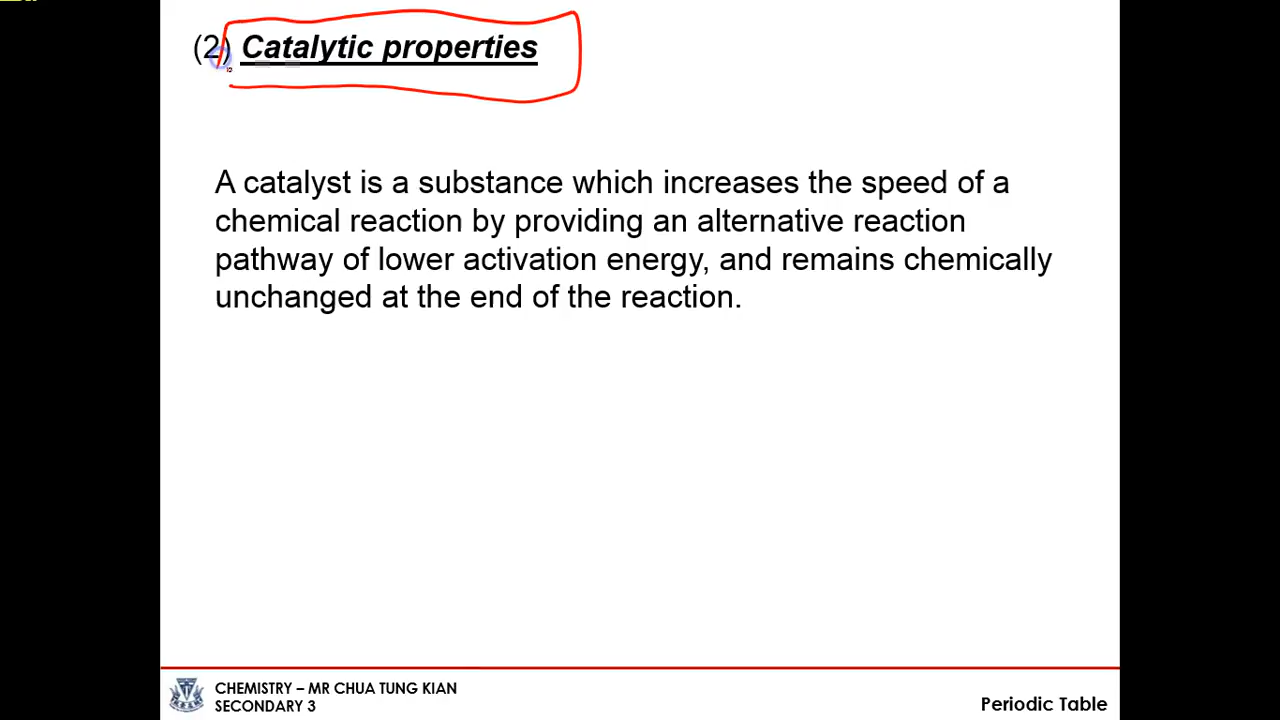 (2) Catalytic properties
A catalyst is a substance which increases the speed of a
chemical reaction by providing an alternative reaction
pathway of lower activation energy, and remains chemically
unchanged at the end of the reaction.
CHEMISTRY – MR CHUA TUNG KIAN
SECONDARY 3
Periodic Table